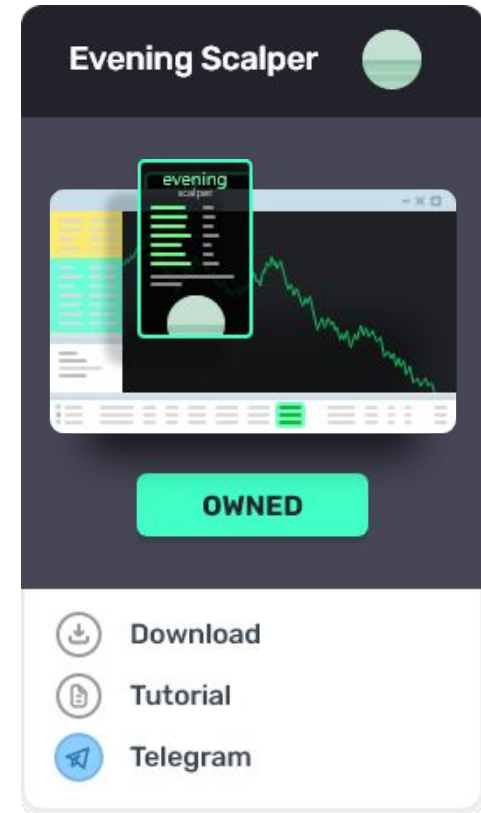 Evening Scalper
evening
scalper
OWNED
Download
Tutorial
Telegram